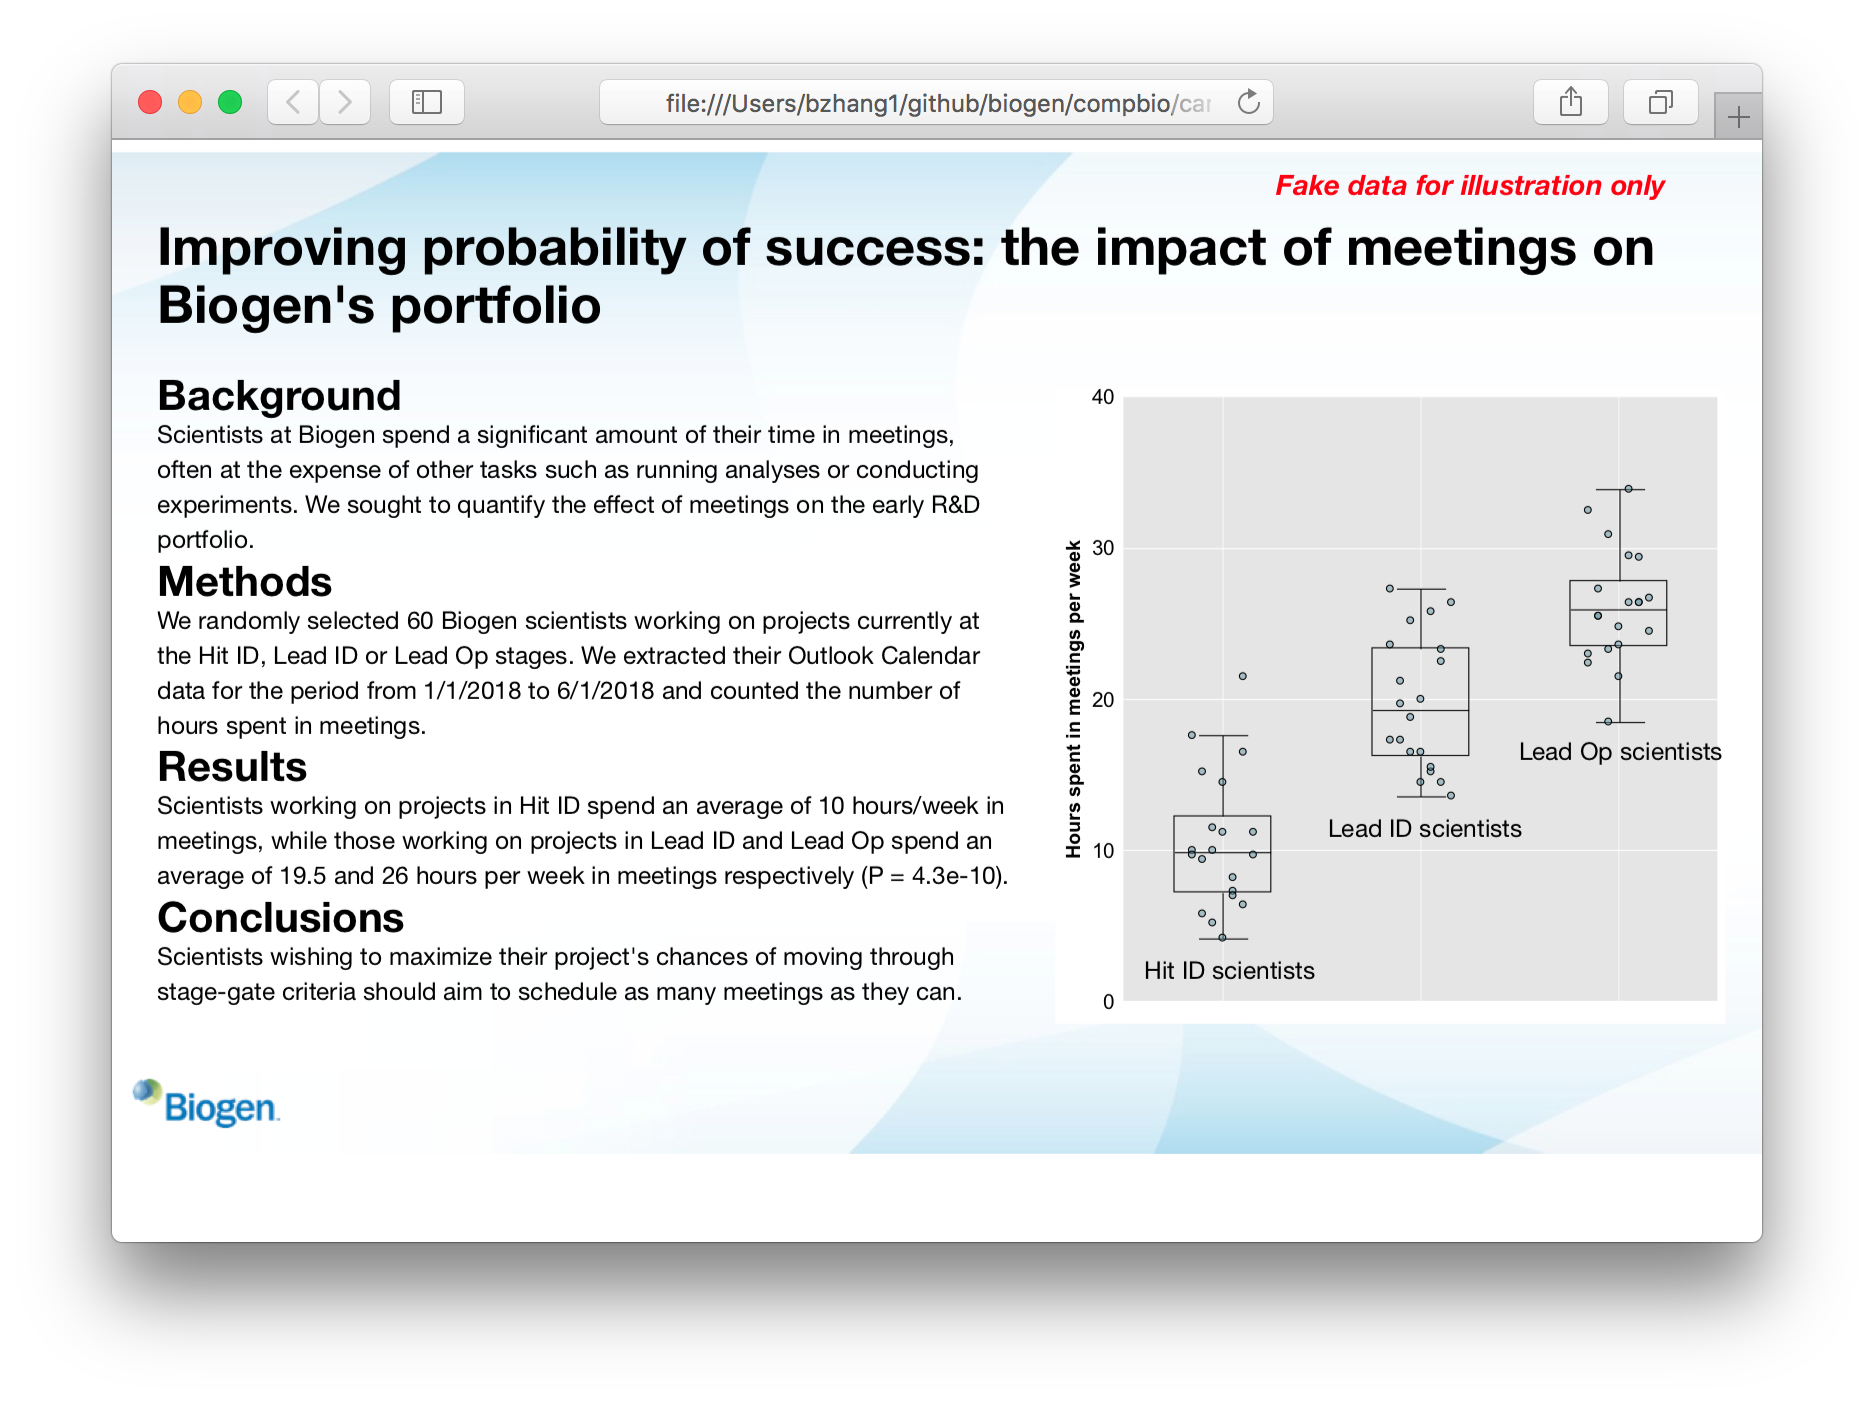 file:///Users/bzhang1/github/biogen/compbio/car
Fake data for illustration only
Improving probability of success: the impact of meetings on
Biogen's portfolio
Background
Scientists at Biogen spend a significant amount of their time in meetings,
often at the expense of other tasks such as running analyses or conducting
experiments. We sought to quantify the effect of meetings on the early R&D
portfolio.
Methods
We randomly selected 60 Biogen scientists working on projects currently at
the Hit ID, Lead ID or Lead Op stages. We extracted their Outlook Calendar
data for the period from 1/1/2018 to 6/1/2018 and counted the number of
hours spent in meetings.
Results
Scientists working on projects in Hit ID spend an average of 10 hours/week in
meetings, while those working on projects in Lead ID and Lead Op spend an
average of 19.5 and 26 hours per week in meetings respectively (P = 4.3e-10).
Conclusions
Scientists wishing to maximize their project's chances of moving through
stage-gate criteria should aim to schedule as many meetings as they can.
Hours spent in meetings per week
40
30
20
10
0
Lead Op scientists
Lead ID scientists
Hit ID scientists
Biogen.